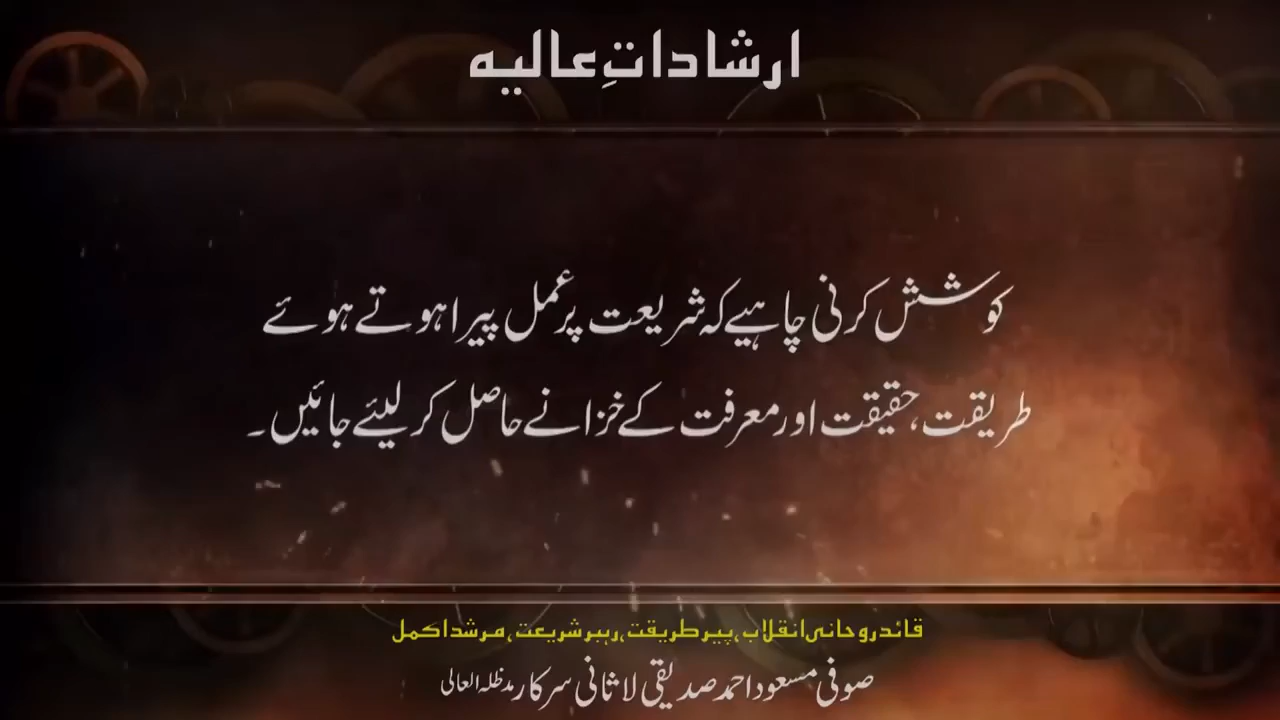 ارشاداتِ عالیہ
کوشش کرنی چاہیے کہ شریعت پر عمل پیرا ہوتے ہوئے
طریقت، حقیقت اور معرفت کے خزانے حاصل کر لیئے جائیں۔
قائد روحانی انقلاب، پیر طریقت، رہبر شریعت، مرشد اکمل
صوفی مسعود احمد صدیقی لاثانی سرکار مدظلہ العالی